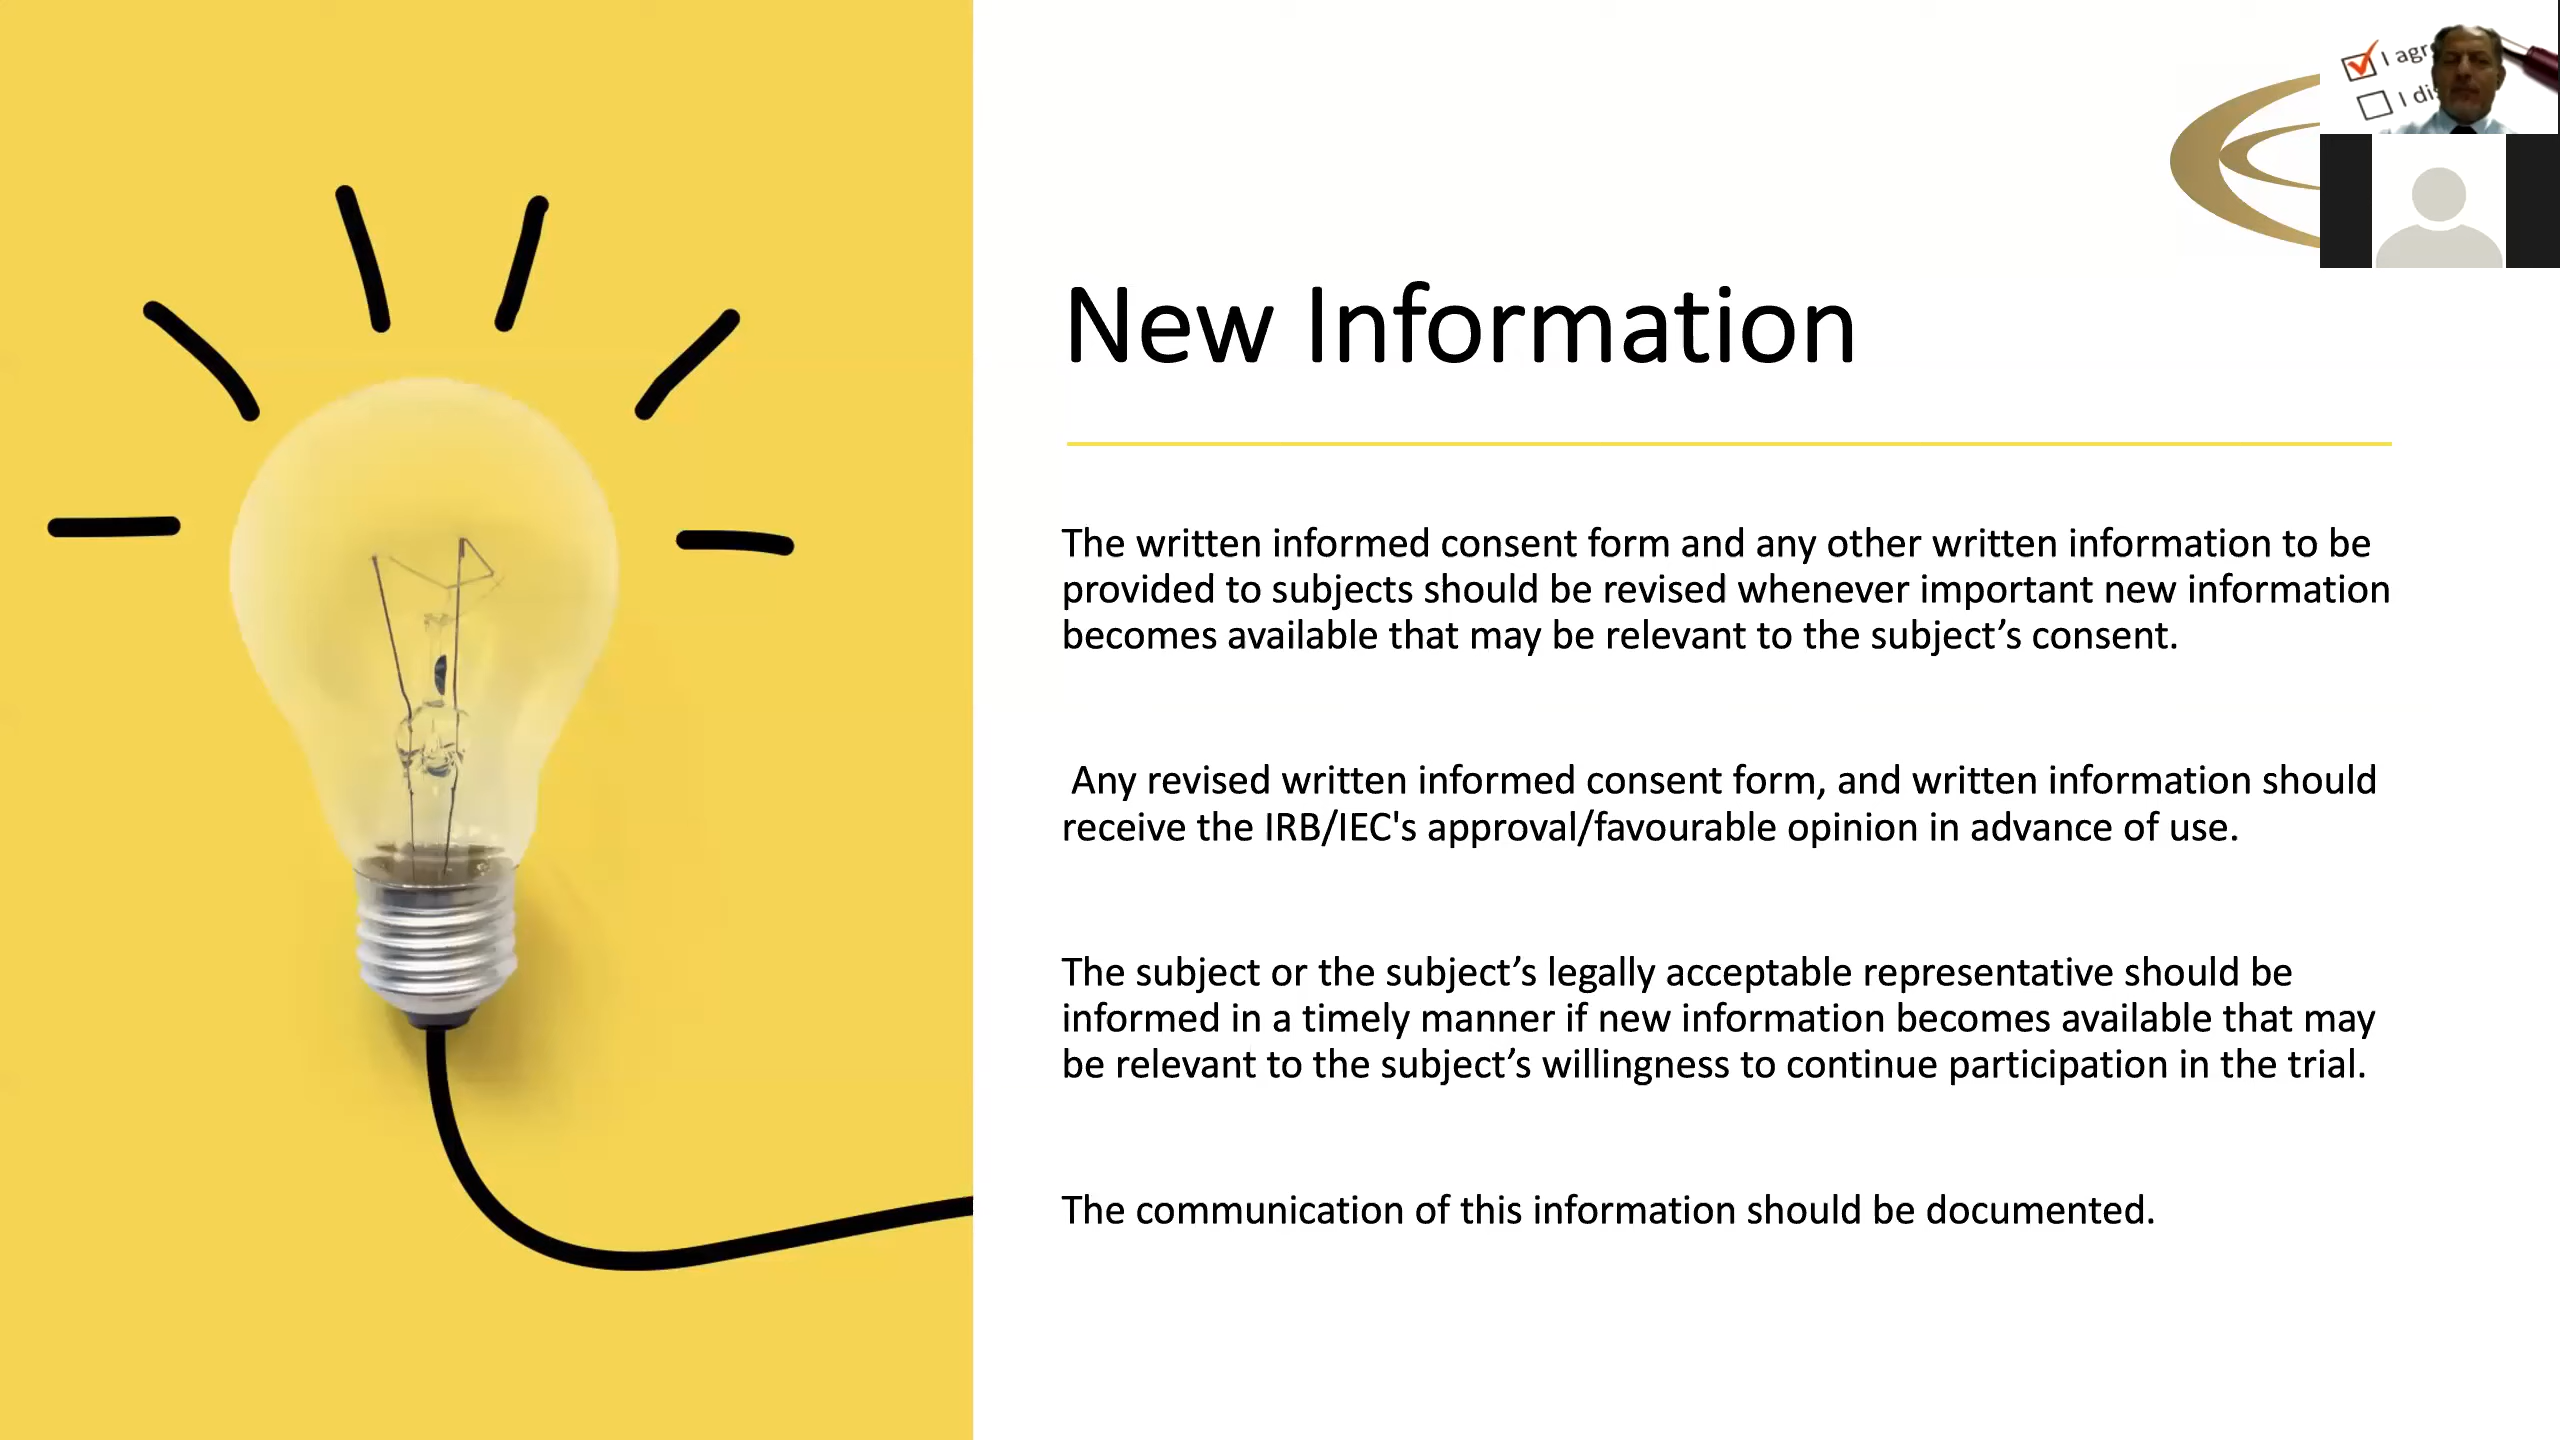 I agr
I di
New Information
The written informed consent form and any other written information to be
provided to subjects should be revised whenever important new information
becomes available that may be relevant to the subject’s consent.
Any revised written informed consent form, and written information should
receive the IRB/IEC's approval/favourable opinion in advance of use.
The subject or the subject’s legally acceptable representative should be
informed in a timely manner if new information becomes available that may
be relevant to the subject’s willingness to continue participation in the trial.
The communication of this information should be documented.